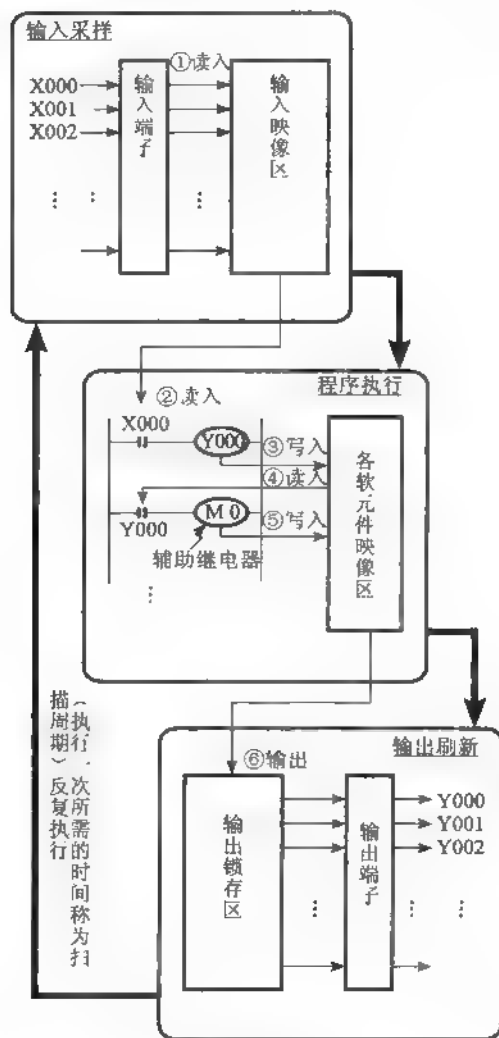 输入采样
①读入
X000
X001
X002
输入端子
输入映像区
程序执行
②读入
X000
Y000
③写入
④读入
Y000
M 0
⑤写入
辅助继电器
各软元件映像区
(执行一次所需的时间称为扫
描周期)反复执行
输出刷新
⑥输出
输出锁存区
输出端子
Y000
Y001
Y002